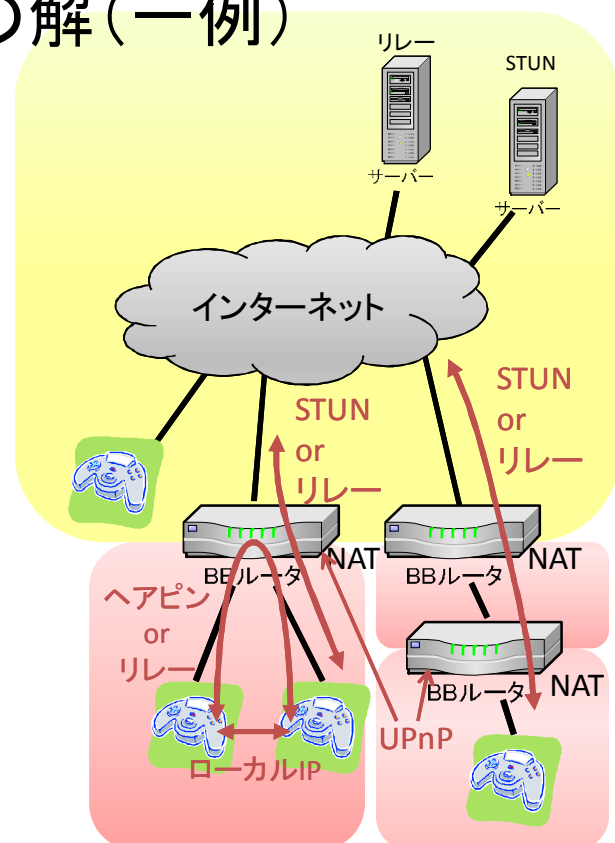 の解（一例）
リレー
STUN
サーバー
サーバー
インターネット
STUN
or
リレー
STUN
or
リレー
NAT
NAT
BBルータ
BBルータ
ヘアピン
or
リレー
NAT
BBルータ
UPnP
ローカルIP